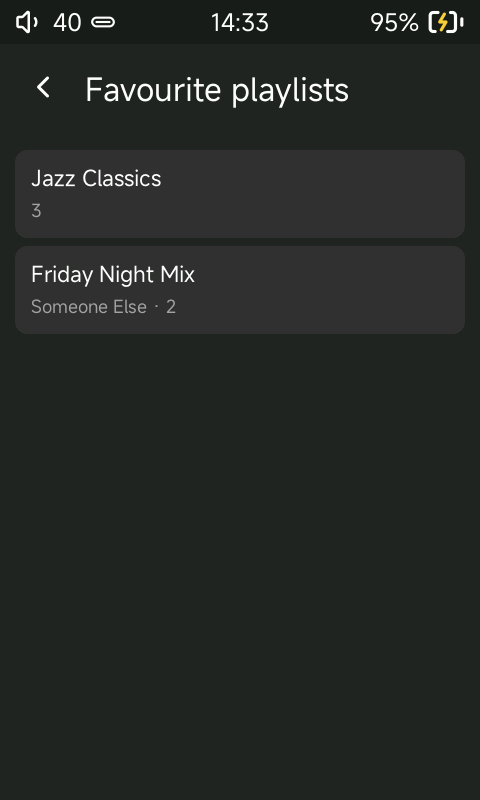 40 14:33 95%
Favourite playlists
Jazz Classics
3
Friday Night Mix
Someone Else · 2